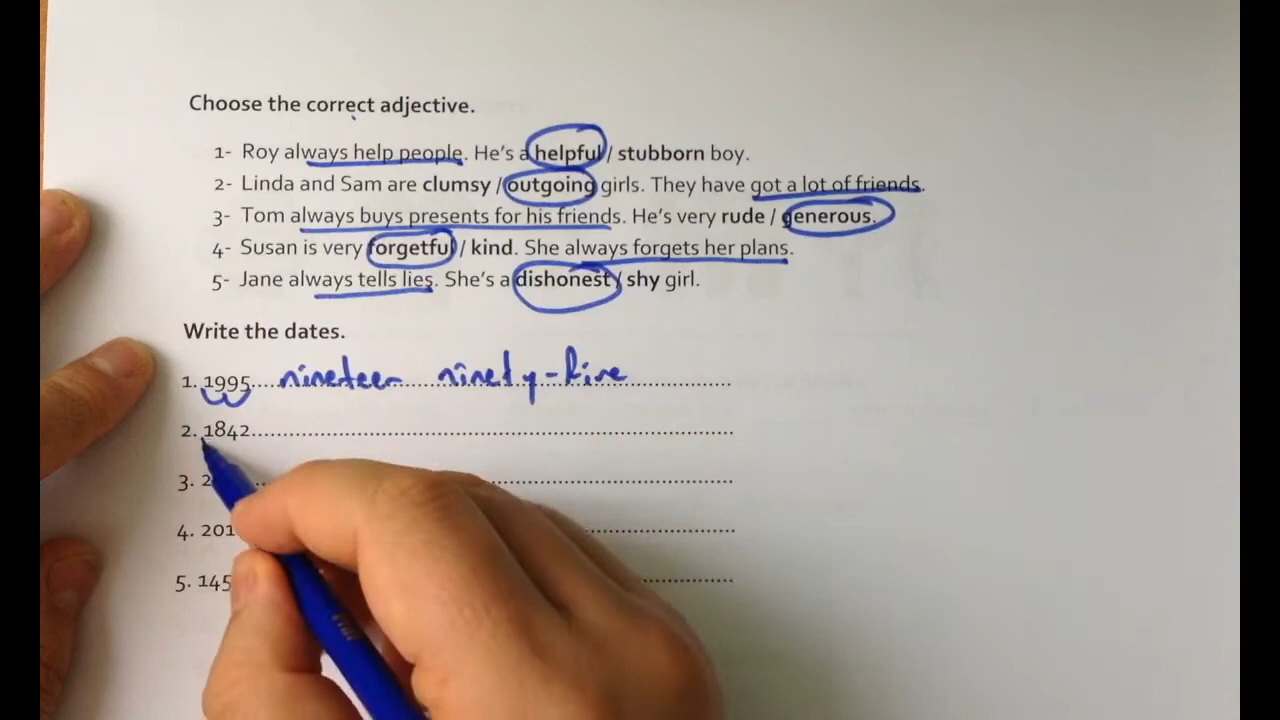 Choose the correct adjective.
1- Roy always help people. He's a helpful / stubborn boy.
2- Linda and Sam are clumsy / outgoing girls. They have got a lot of friends.
3- Tom always buys presents for his friends. He's very rude / generous.
4- Susan is very forgetful / kind. She always forgets her plans.
5- Jane always tells lies. She's a dishonest / shy girl.
Write the dates.
1. 1995.... nineteen ninety-five
2. 1842....
3. 2
4. 201
5. 145